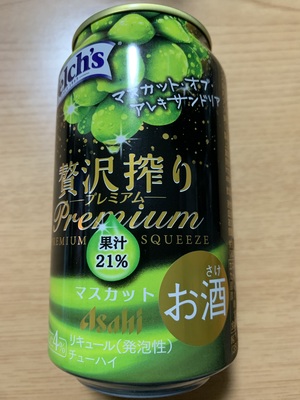 elch's
マスカット・オブ・
アレキサンドリア
贅沢搾り
プレミアム
Premium
PREMIUM SQUEEZE
果汁
21%
マスカット
さけ
お酒
Asahi
4%
リキュール(発泡性)
チューハイ